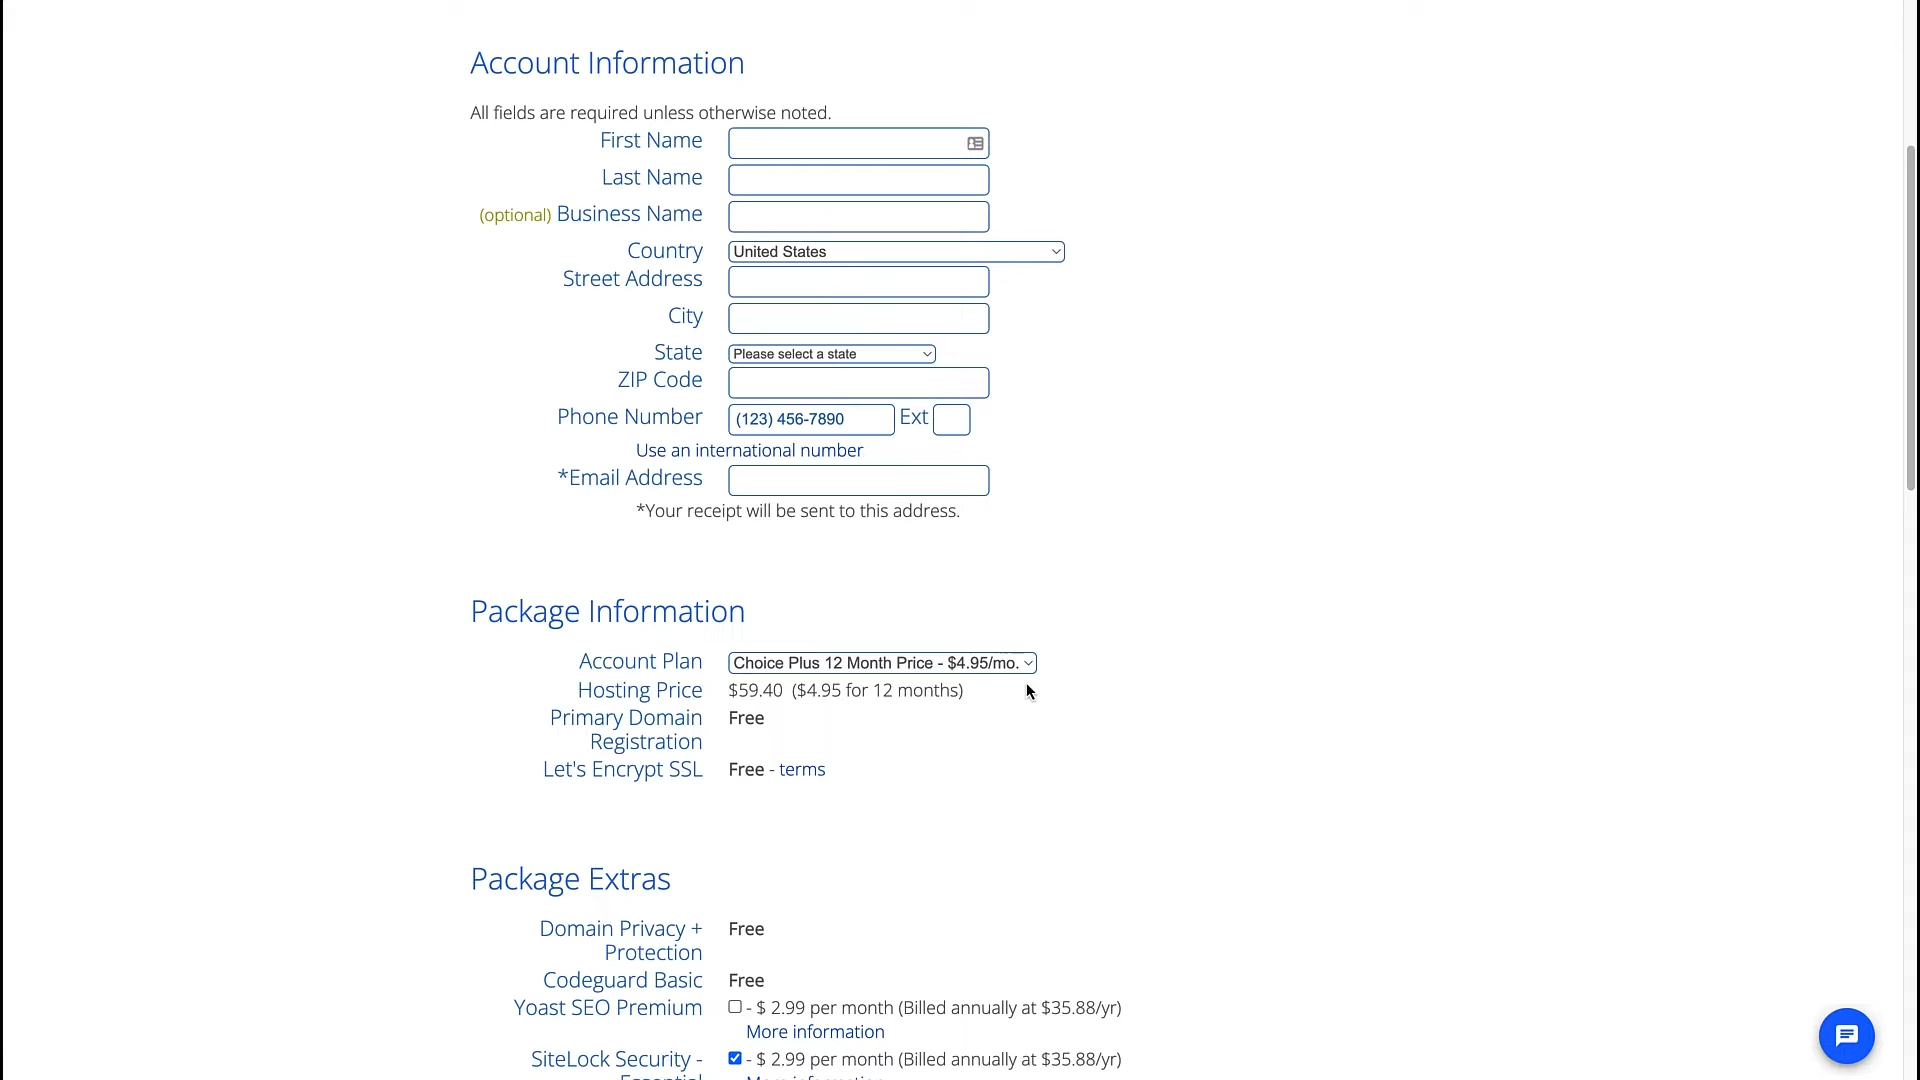 Account Information
All fields are required unless otherwise noted.
First Name
Last Name
(optional) Business Name
Country United States
Street Address
City
State Please select a state
ZIP Code
Phone Number (123) 456-7890 Ext
Use an international number
*Email Address
*Your receipt will be sent to this address.
Package Information
Account Plan Choice Plus 12 Month Price - $4.95/mo.
Hosting Price $59.40 ($4.95 for 12 months)
Primary Domain Free
Registration
Let's Encrypt SSL Free - terms
Package Extras
Domain Privacy + Free
Protection
Codeguard Basic Free
Yoast SEO Premium - $ 2.99 per month (Billed annually at $35.88/yr)
More information
SiteLock Security - - $ 2.99 per month (Billed annually at $35.88/yr)
Essential More information